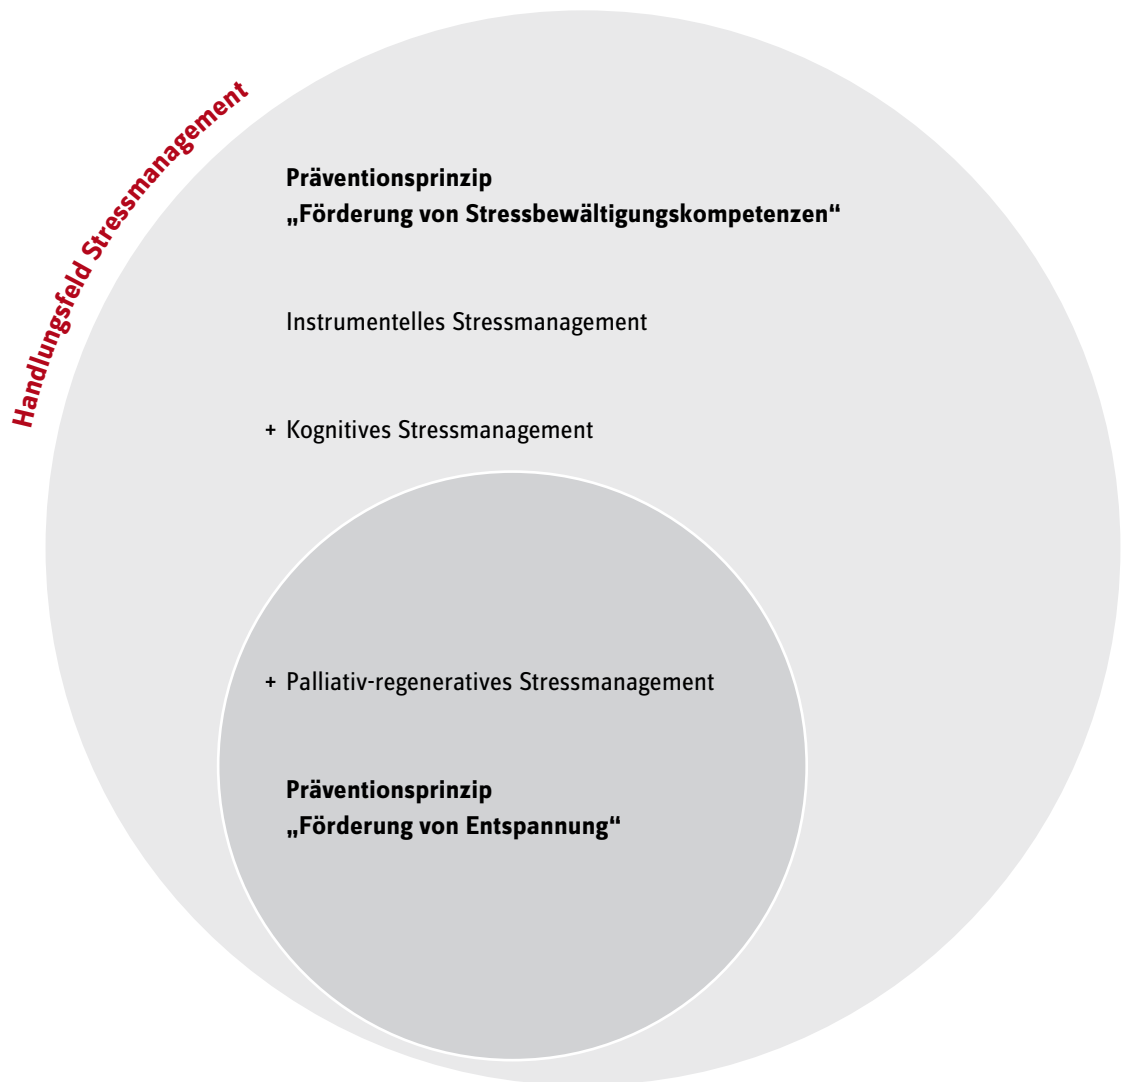 Handlungsfeld Stressmanagement
Präventionsprinzip
„Förderung von Stressbewältigungskompetenzen“
Instrumentelles Stressmanagement
+ Kognitives Stressmanagement
+ Palliativ-regeneratives Stressmanagement
Präventionsprinzip
„Förderung von Entspannung“